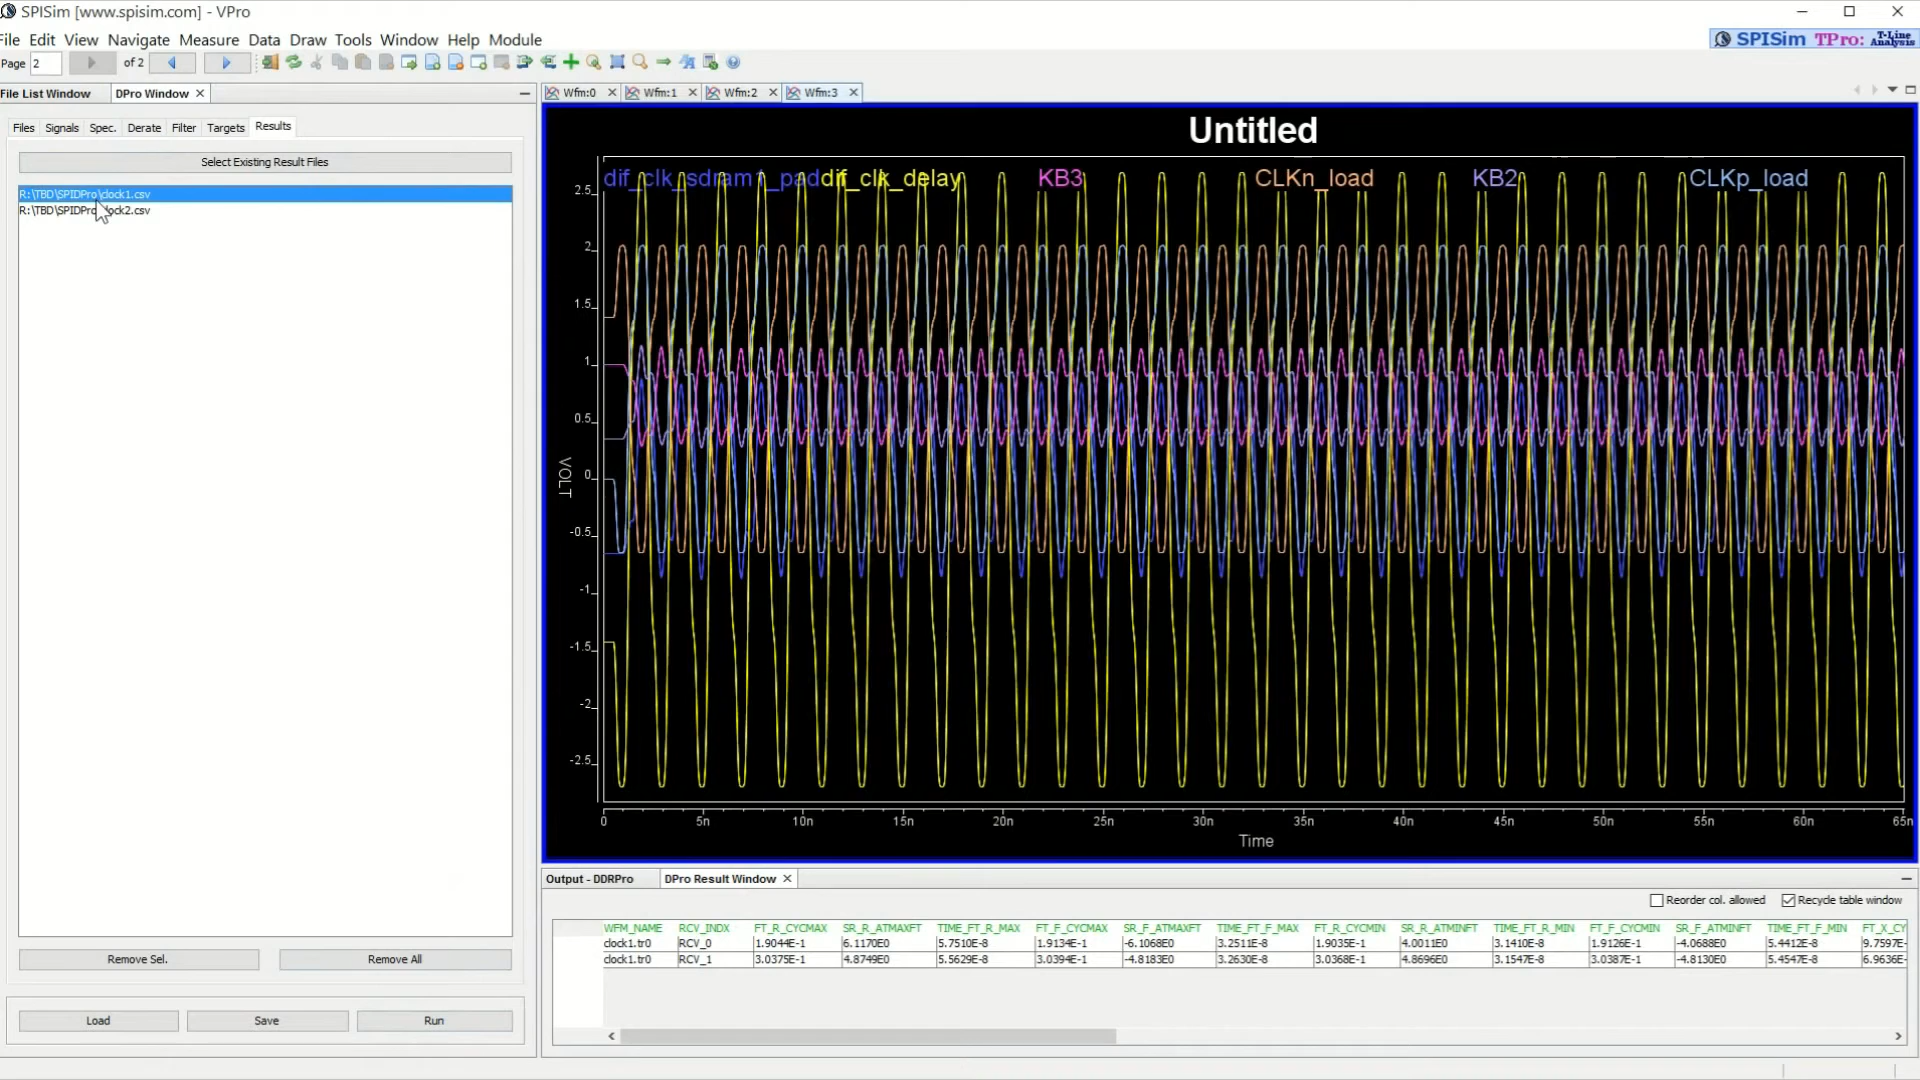 SPISim [www.spisim.com] - VPro
File Edit View Navigate Measure Data Draw Tools Window Help Module
SPISim TPro: T-Line Analysis
Page 2 of 2
File List Window DPro Window
Wfm:0 Wfm:1 Wfm:2 Wfm:3
Files Signals Spec. Derate Filter Targets Results
Select Existing Result Files
R:\TBD\SPIDPro\clock1.csv
R:\TBD\SPIDPro\clock2.csv
Remove Sel. Remove All
Load Save Run
Untitled
dif_clk_sdram1_pad dif_clk_delay KB3 CLKn_load KB2 CLKp_load
2.5
2
1.5
1
0.5
0
-0.5
-1
-1.5
-2
-2.5
VOLT
0 5n 10n 15n 20n 25n 30n 35n 40n 45n 50n 55n 60n 65n
Time
Output - DDRPro DPro Result Window
Reorder col. allowed Recycle table window
WFM_NAME RCV_INDX FT_R_CYCMAX SR_R_ATMAXFT TIME_FT_R_MAX FT_F_CYCMAX SR_F_ATMAXFT TIME_FT_F_MAX FT_R_CYCMIN SR_R_ATMINFT TIME_FT_R_MIN FT_F_CYCMIN SR_F_ATMINFT TIME_FT_F_MIN FT_X_CY
clock1.tr0 RCV_0 1.9044E-1 6.1170E0 5.7510E-8 1.9134E-1 -6.1068E0 3.2511E-8 1.9035E-1 4.0011E0 3.1410E-8 1.9126E-1 -4.0688E0 5.4412E-8 9.7597E-
clock1.tr0 RCV_1 3.0375E-1 4.8749E0 5.5629E-8 3.0394E-1 -4.8183E0 3.2630E-8 3.0368E-1 4.8696E0 3.1547E-8 3.0387E-1 -4.8130E0 5.4547E-8 6.9636E-